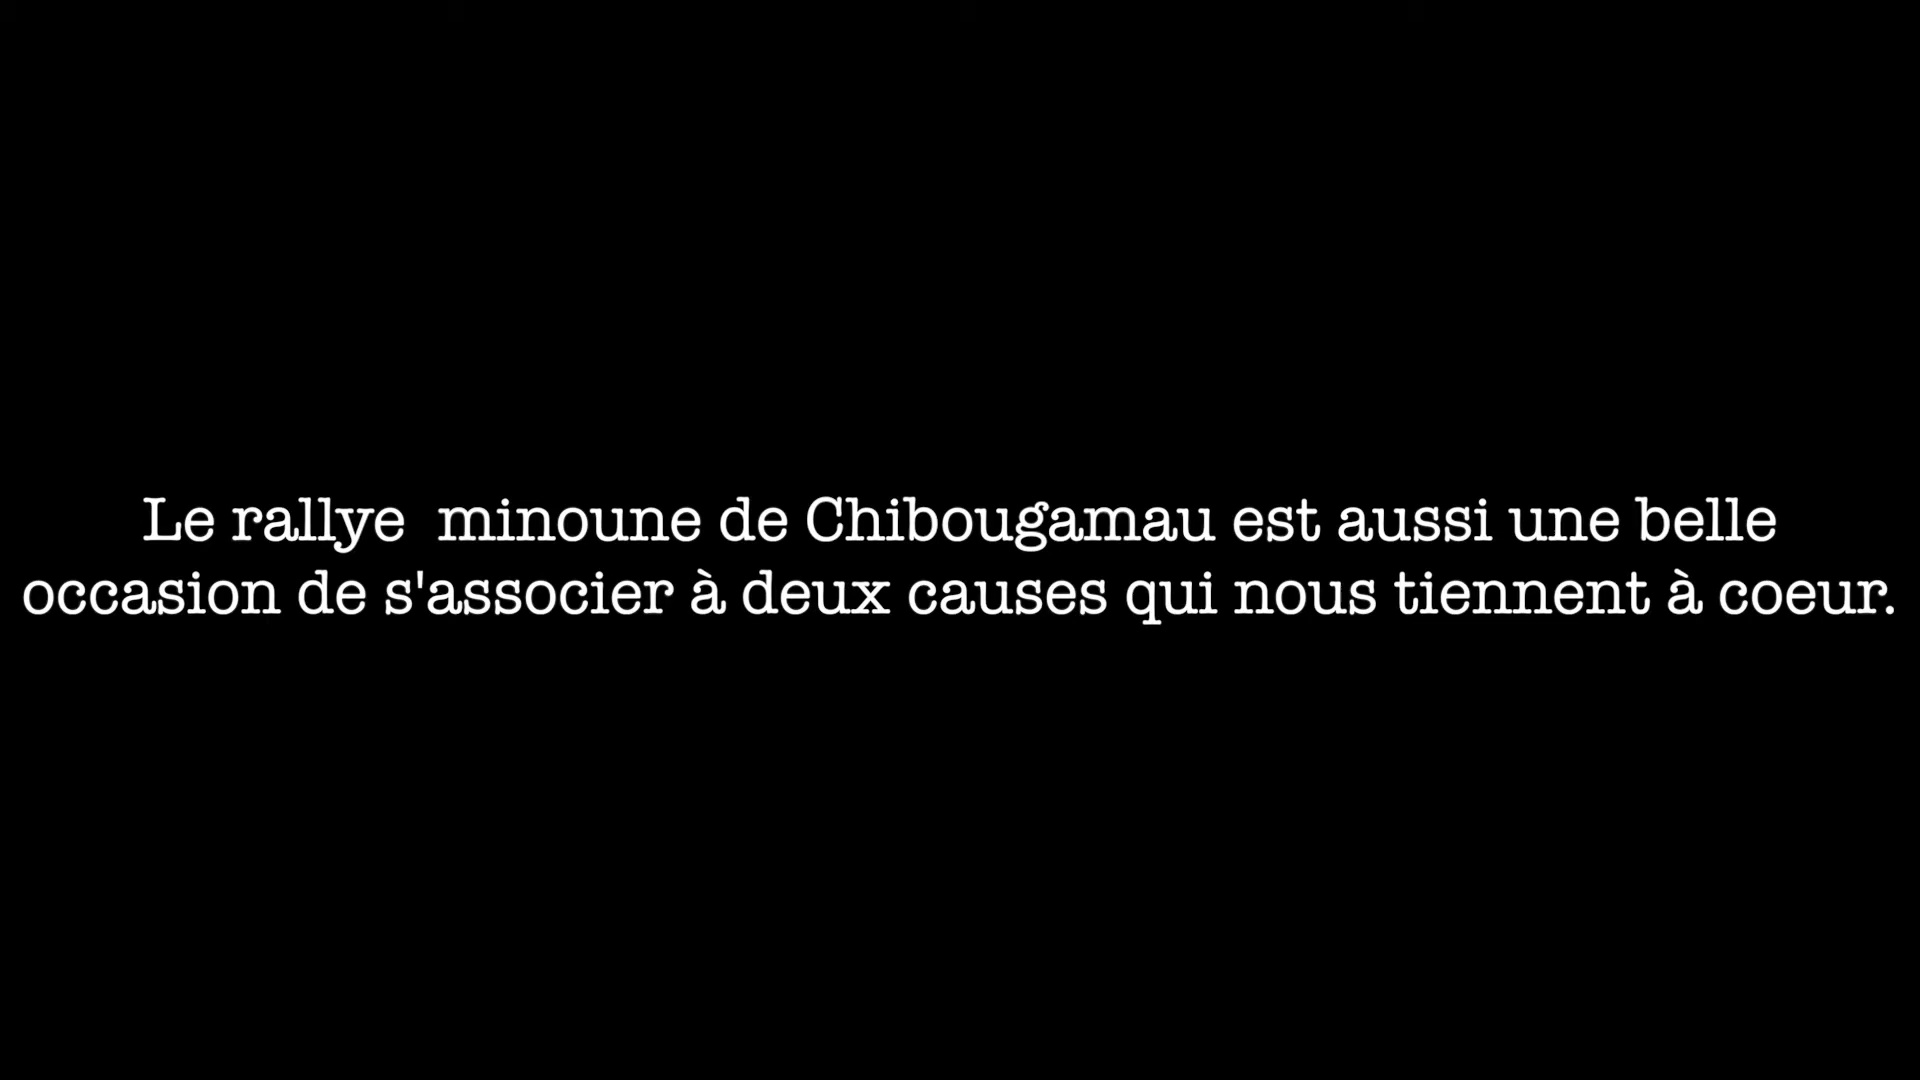 Le rallye  minoune de Chibougamau est aussi une belle
occasion de s'associer à deux causes qui nous tiennent à coeur.